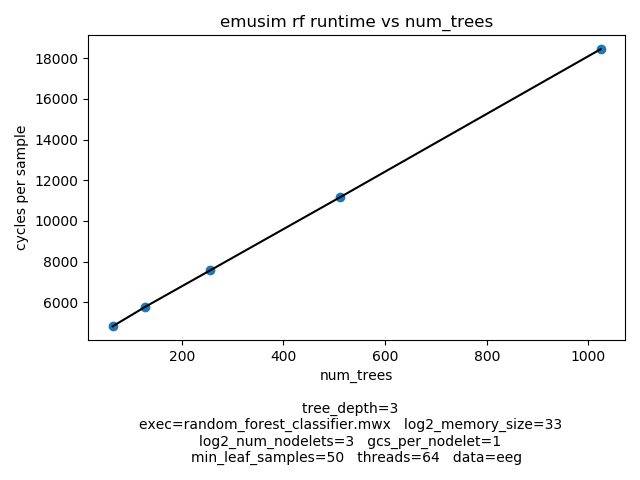 emusim rf runtime vs num_trees
cycles per sample
18000
16000
14000
12000
10000
8000
6000
200 400 600 800 1000
num_trees
tree_depth=3
exec=random_forest_classifier.mwx log2_memory_size=33
log2_num_nodelets=3 gcs_per_nodelet=1
min_leaf_samples=50 threads=64 data=eeg